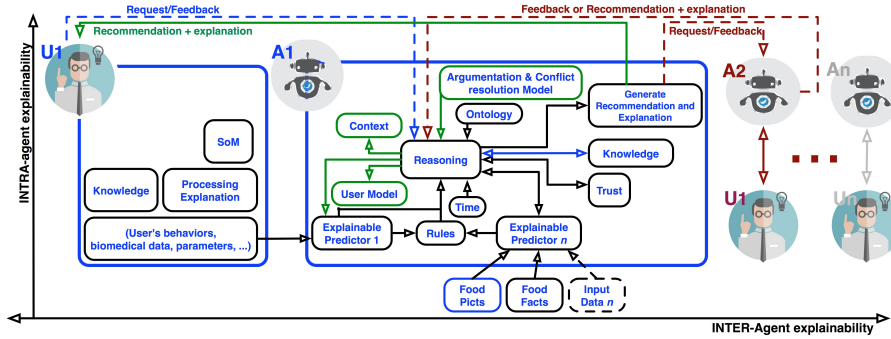 Request/Feedback
Feedback or Recommendation + explanation
Recommendation + explanation
Request/Feedback
U1
A1
A2
An
INTRA-agent explainability
Argumentation & Conflict
resolution Model
Generate
Recommendation and
Explanation
Context
Ontology
SoM
Reasoning
Knowledge
Knowledge
Processing
Explanation
User Model
Trust
Time
U1
Un
(User's behaviors,
biomedical data, parameters, ...)
Explainable
Predictor 1
Rules
Explainable
Predictor n
Food
Picts
Food
Facts
Input
Data n
INTER-Agent explainability